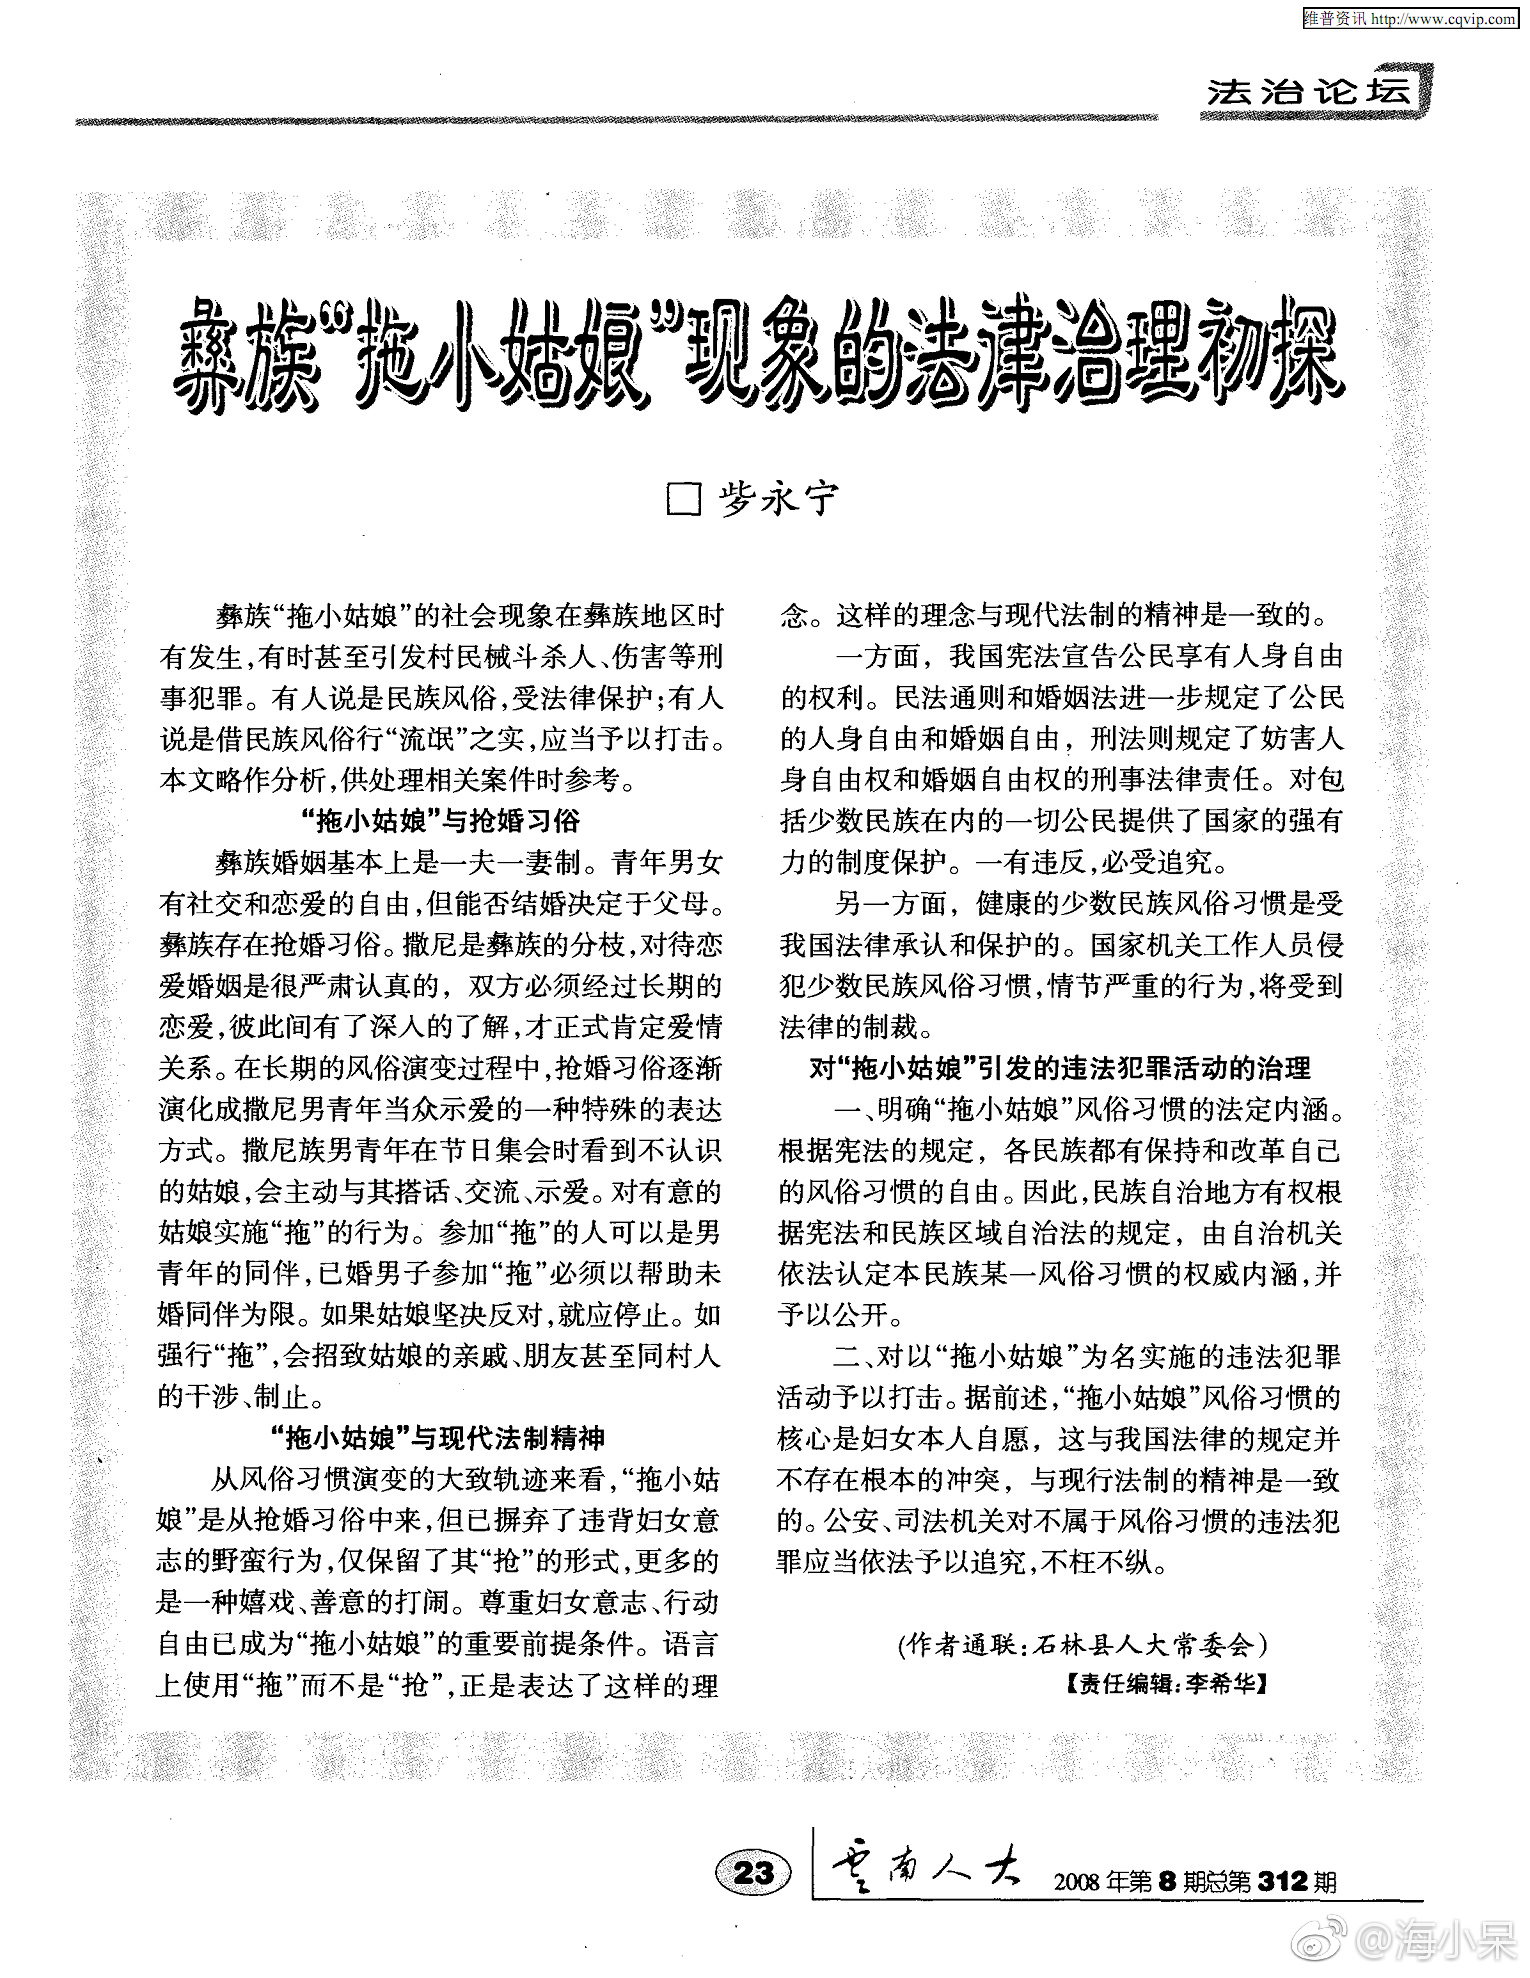 维普资讯 http://www.cqvip.com
法治论坛
彝族“拖小姑娘”现象的法律治理初探
□ 訾永宁
彝族“拖小姑娘”的社会现象在彝族地区时
有发生,有时甚至引发村民械斗杀人、伤害等刑
事犯罪。有人说是民族风俗,受法律保护;有人
说是借民族风俗行“流氓”之实,应当予以打击。
本文略作分析,供处理相关案件时参考。
“拖小姑娘”与抢婚习俗
彝族婚姻基本上是一夫一妻制。青年男女
有社交和恋爱的自由,但能否结婚决定于父母。
彝族存在抢婚习俗。撒尼是彝族的分枝,对待恋
爱婚姻是很严肃认真的，双方必须经过长期的
恋爱,彼此间有了深入的了解,才正式肯定爱情
关系。在长期的风俗演变过程中,抢婚习俗逐渐
演化成撒尼男青年当众示爱的一种特殊的表达
方式。撒尼族男青年在节日集会时看到不认识
的姑娘,会主动与其搭话、交流、示爱。对有意的
姑娘实施“拖”的行为。参加“拖”的人可以是男
青年的同伴,已婚男子参加“拖”必须以帮助未
婚同伴为限。如果姑娘坚决反对,就应停止。如
强行“拖”,会招致姑娘的亲戚、朋友甚至同村人
的干涉、制止。
“拖小姑娘”与现代法制精神
从风俗习惯演变的大致轨迹来看,“拖小姑
娘”是从抢婚习俗中来,但已摒弃了违背妇女意
志的野蛮行为,仅保留了其“抢”的形式,更多的
是一种嬉戏、善意的打闹。尊重妇女意志、行动
自由已成为“拖小姑娘”的重要前提条件。语言
上使用“拖”而不是“抢”,正是表达了这样的理
念。这样的理念与现代法制的精神是一致的。
一方面，我国宪法宣告公民享有人身自由
的权利。民法通则和婚姻法进一步规定了公民
的人身自由和婚姻自由，刑法则规定了妨害人
身自由权和婚姻自由权的刑事法律责任。对包
括少数民族在内的一切公民提供了国家的强有
力的制度保护。一有违反,必受追究。
另一方面，健康的少数民族风俗习惯是受
我国法律承认和保护的。国家机关工作人员侵
犯少数民族风俗习惯,情节严重的行为,将受到
法律的制裁。
对“拖小姑娘”引发的违法犯罪活动的治理
一、明确“拖小姑娘”风俗习惯的法定内涵。
根据宪法的规定，各民族都有保持和改革自己
的风俗习惯的自由。因此,民族自治地方有权根
据宪法和民族区域自治法的规定，由自治机关
依法认定本民族某一风俗习惯的权威内涵,并
予以公开。
二、对以“拖小姑娘”为名实施的违法犯罪
活动予以打击。据前述,“拖小姑娘”风俗习惯的
核心是妇女本人自愿，这与我国法律的规定并
不存在根本的冲突，与现行法制的精神是一致
的。公安、司法机关对不属于风俗习惯的违法犯
罪应当依法予以追究,不枉不纵。
(作者通联:石林县人大常委会)
【责任编辑:李希华】
23 云南人大 2008年第8期总第312期
@海小呆